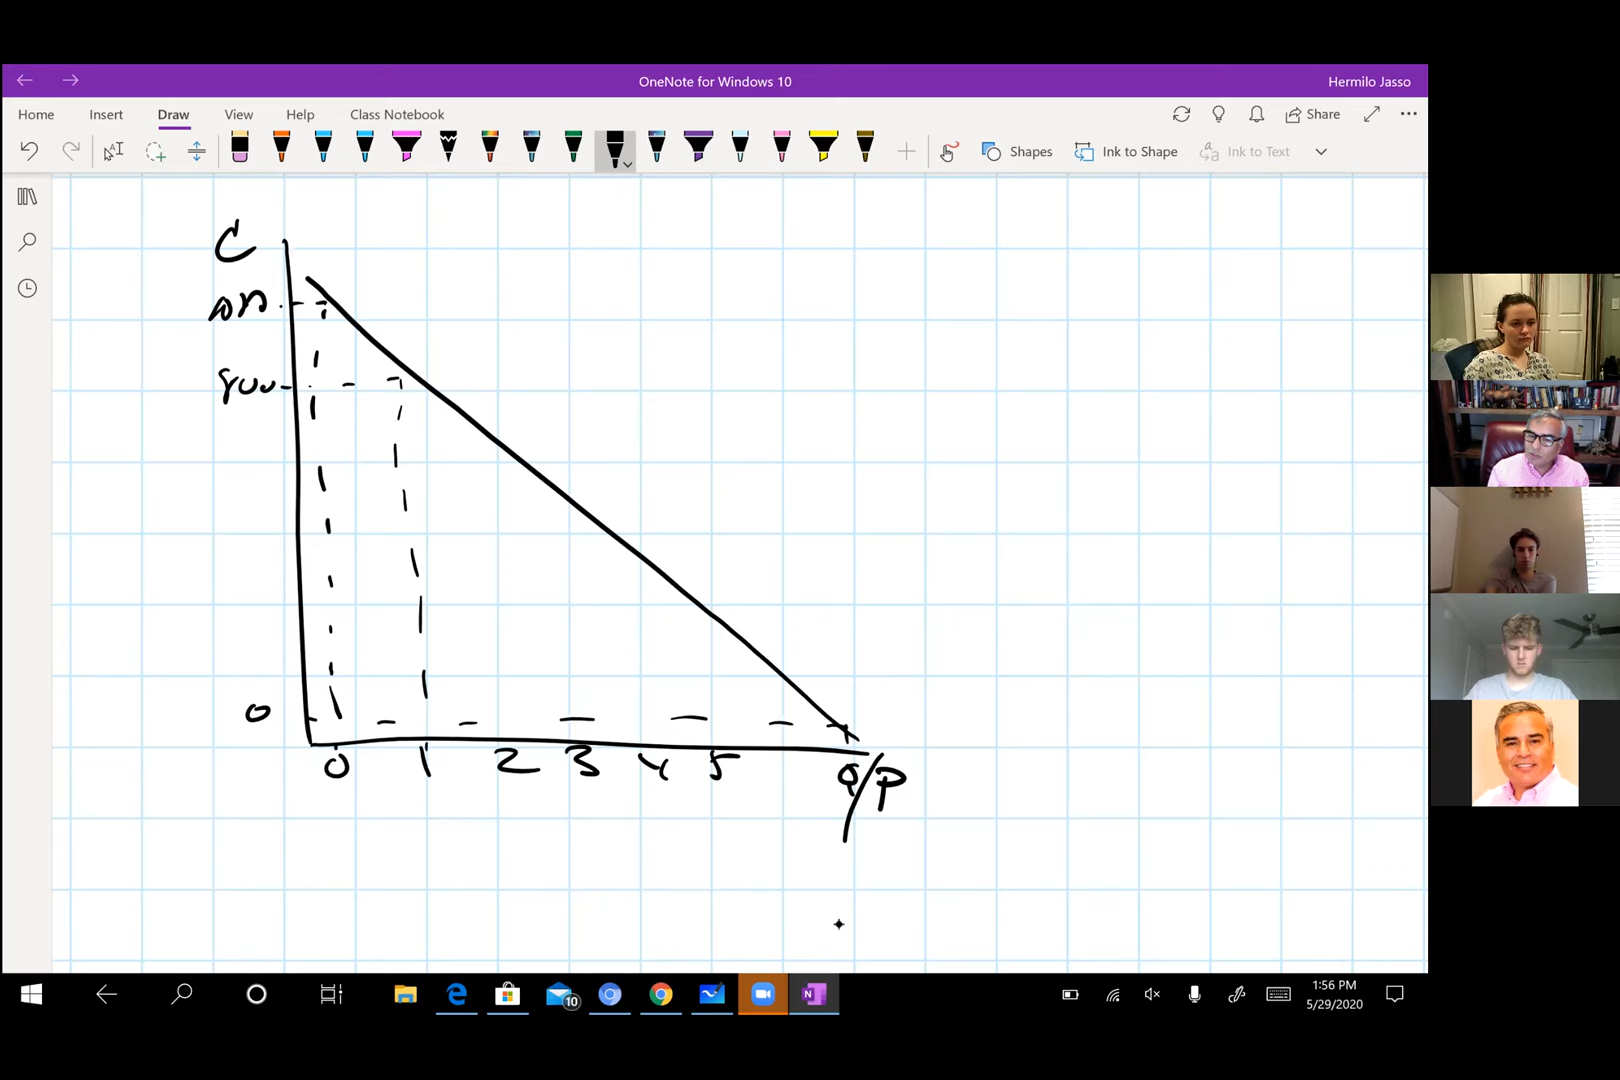 OneNote for Windows 10
Hermilo Jasso
Home Insert Draw View Help Class Notebook
Share
Shapes Ink to Shape Ink to Text
C
0
0 1 2 3 4 5 Q/P
10
1:56 PM
5/29/2020